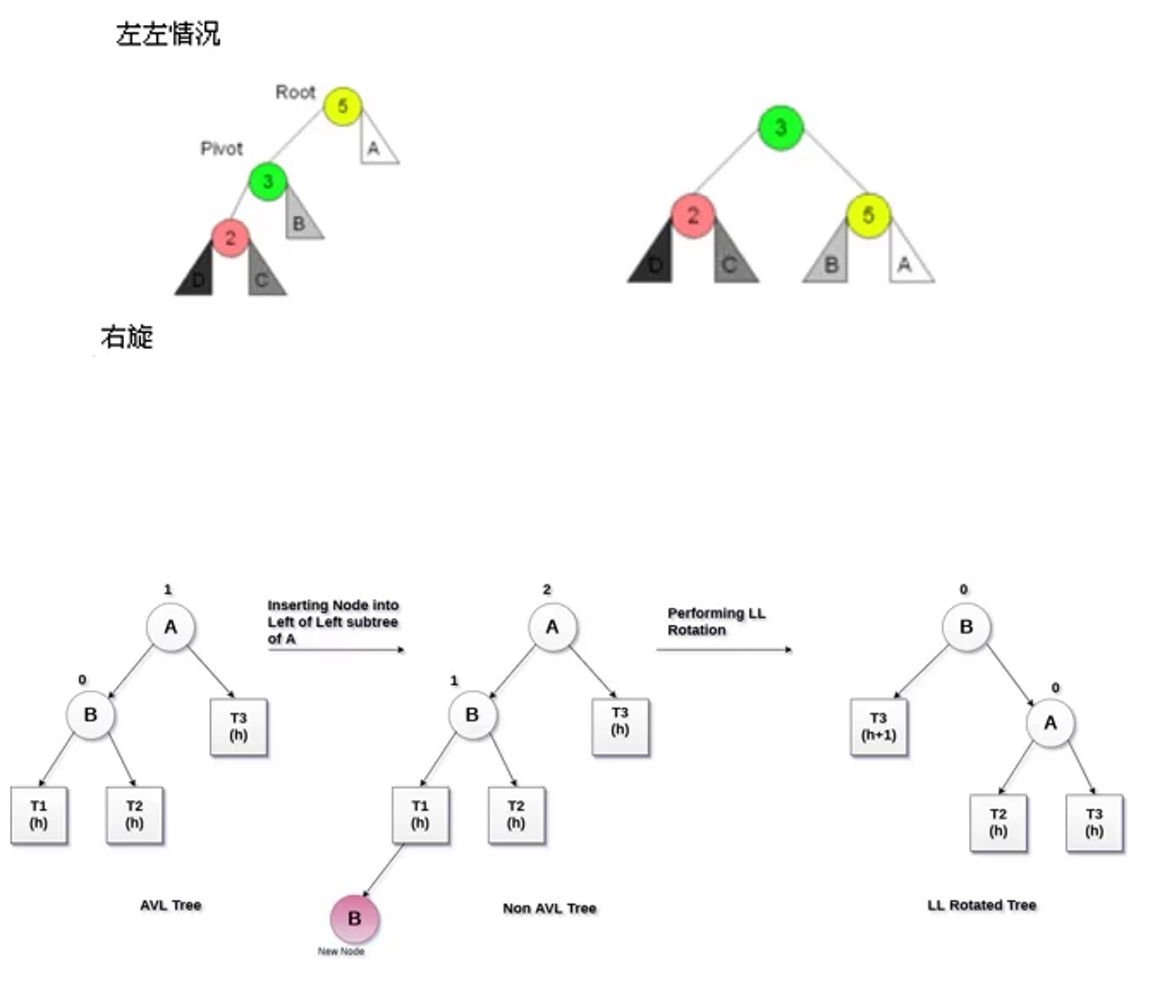 左左情況
Root
5
A
Pivot
3
B
2
D
C
3
2
5
D
C
B
A
右旋
1
A
0
B
T3
(h)
T1
(h)
T2
(h)
AVL Tree
Inserting Node into
Left of Left subtree
of A
2
A
1
B
T3
(h)
T1
(h)
T2
(h)
B
New Node
Non AVL Tree
Performing LL
Rotation
0
B
0
T3
(h+1)
A
T2
(h)
T3
(h)
LL Rotated Tree